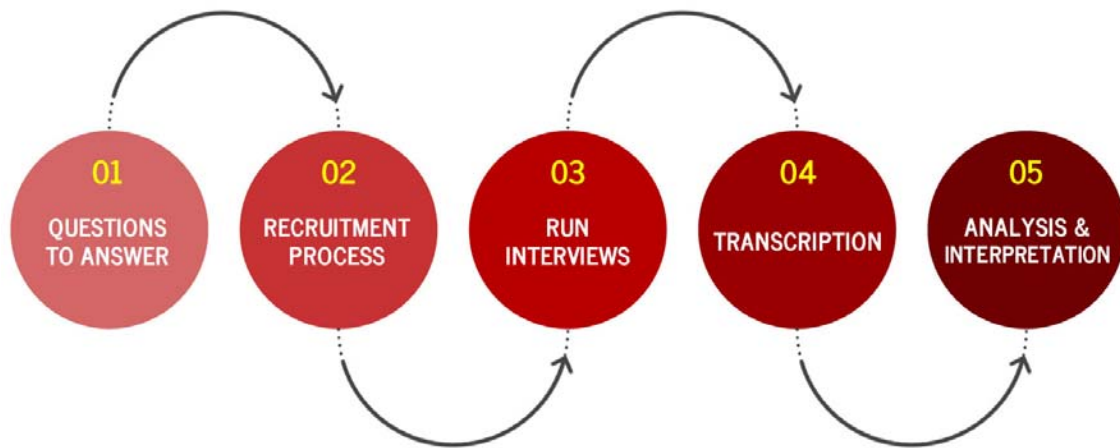 01
QUESTIONS
TO ANSWER
02
RECRUITMENT
PROCESS
03
RUN
INTERVIEWS
04
TRANSCRIPTION
05
ANALYSIS &
INTERPRETATION